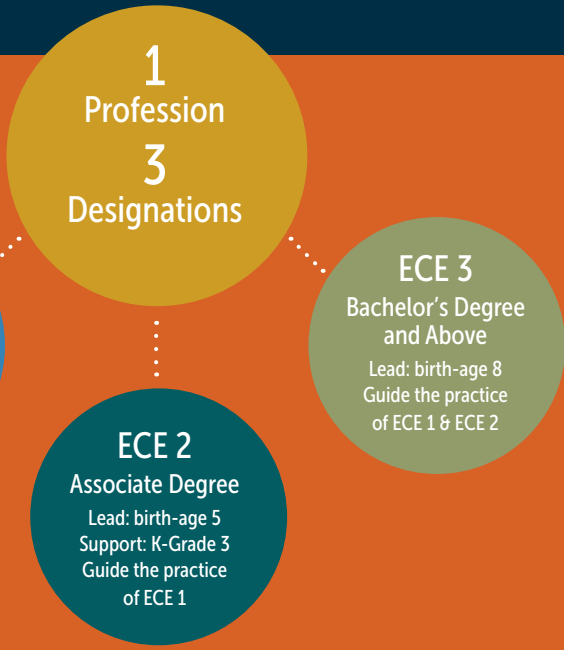 1
Profession
3
Designations
ECE 3
Bachelor's Degree
and Above
Lead: birth-age 8
Guide the practice
of ECE 1 & ECE 2
ECE 2
Associate Degree
Lead: birth-age 5
Support: K-Grade 3
Guide the practice
of ECE 1